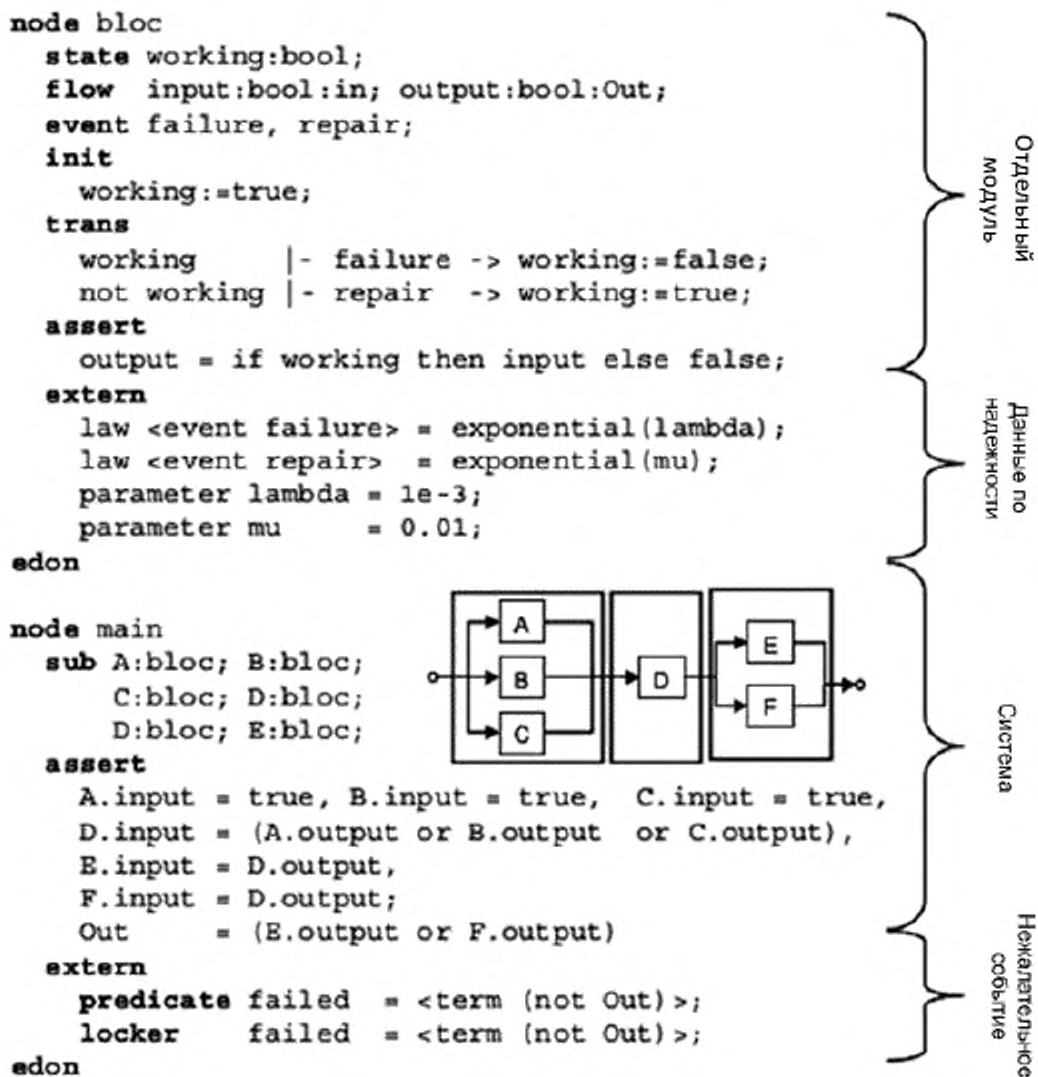 node bloc
state working:bool;
flow input:bool:in; output:bool:Out;
event failure, repair;
init
working:=true;
trans
working |- failure -> working:=false;
not working |- repair -> working:=true;
assert
output = if working then input else false;
Отдельный
модуль
extern
law <event failure> = exponential(lambda);
law <event repair> = exponential(mu);
parameter lambda = 1e-3;
parameter mu = 0.01;
edon
Данные по
надежности
node main
sub A:bloc; B:bloc;
C:bloc; D:bloc;
D:bloc; E:bloc;
A
B
C
D
E
F
assert
A.input = true, B.input = true, C.input = true,
D.input = (A.output or B.output or C.output),
E.input = D.output,
F.input = D.output;
Out = (E.output or F.output)
Система
extern
predicate failed = <term (not Out)>;
locker failed = <term (not Out)>;
edon
Нежалательное
событие